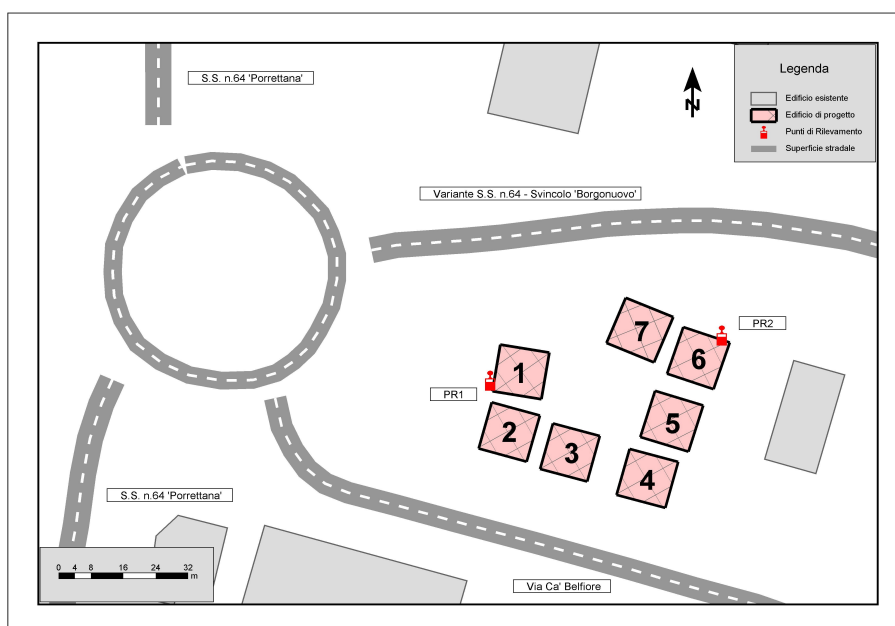 S.S. n.64 'Porrettana'
N
Legenda
Edificio esistente
Edificio di progetto
Punti di Rilevamento
Superficie stradale
Variante S.S. n.64 - Svincolo 'Borgonuovo'
PR2
7
6
1
PR1
5
2
3
4
S.S. n.64 'Porrettana'
0 4 8 16 24 32
m
Via Ca' Belfiore